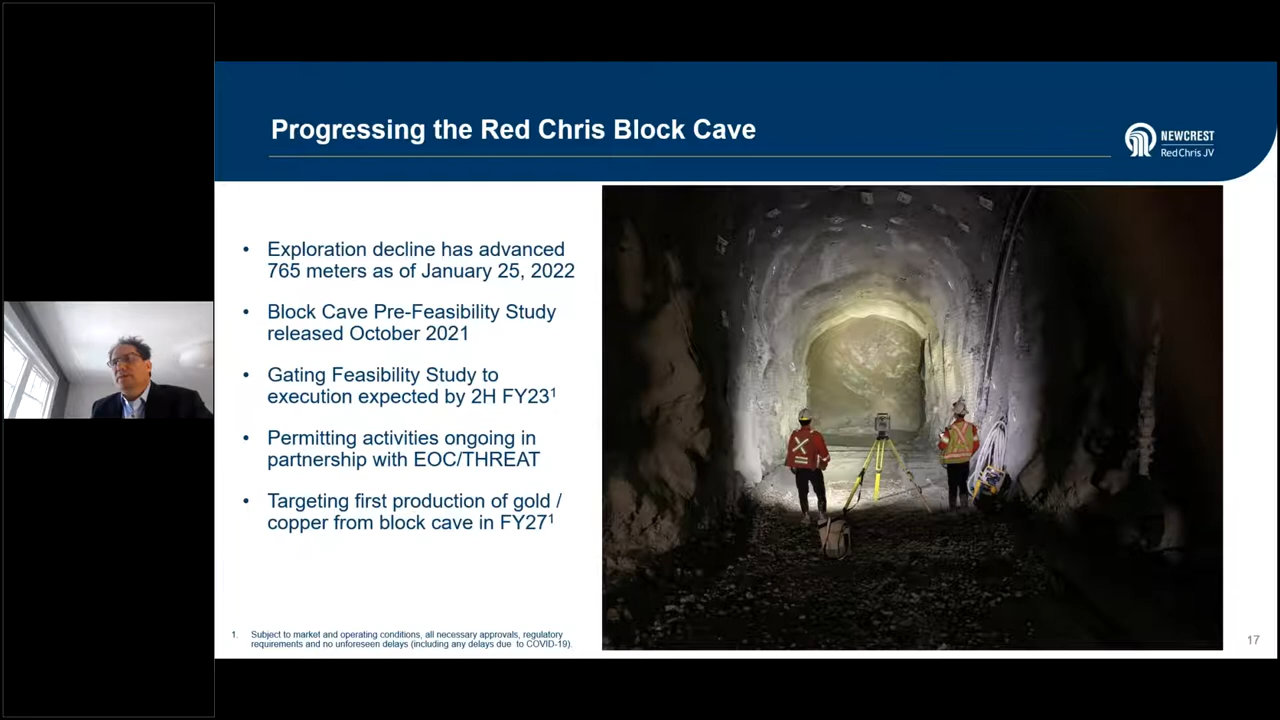 Progressing the Red Chris Block Cave
NEWCREST
Red Chris JV
• Exploration decline has advanced
765 meters as of January 25, 2022
• Block Cave Pre-Feasibility Study
released October 2021
• Gating Feasibility Study to
execution expected by 2H FY23¹
• Permitting activities ongoing in
partnership with EOC/THREAT
• Targeting first production of gold /
copper from block cave in FY27¹
1. Subject to market and operating conditions, all necessary approvals, regulatory
requirements and no unforeseen delays (including any delays due to COVID-19).
17